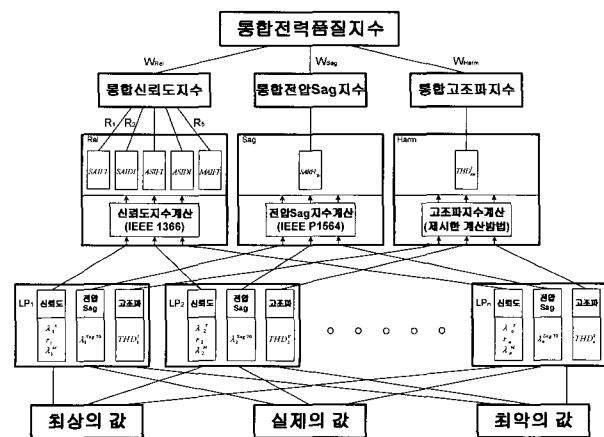 통합전력품질지수
W_Rel W_Sag W_Harm
통합신뢰도지수 통합전압Sag지수 통합고조파지수
R₁ R₂ R₅
Rel Sag Harm
SAIFI SAIDI ASIFI ASIDI MAIFI
신뢰도지수계산
(IEEE 1366)
전압Sag지수계산
(IEEE P1564)
고조파지수계산
(제시한 계산방법)
LP₁ 신뢰도 전압 Sag 고조파
LP₂ 신뢰도 전압 Sag 고조파
LPₙ 신뢰도 전압 Sag 고조파
최상의 값 실제의 값 최악의 값